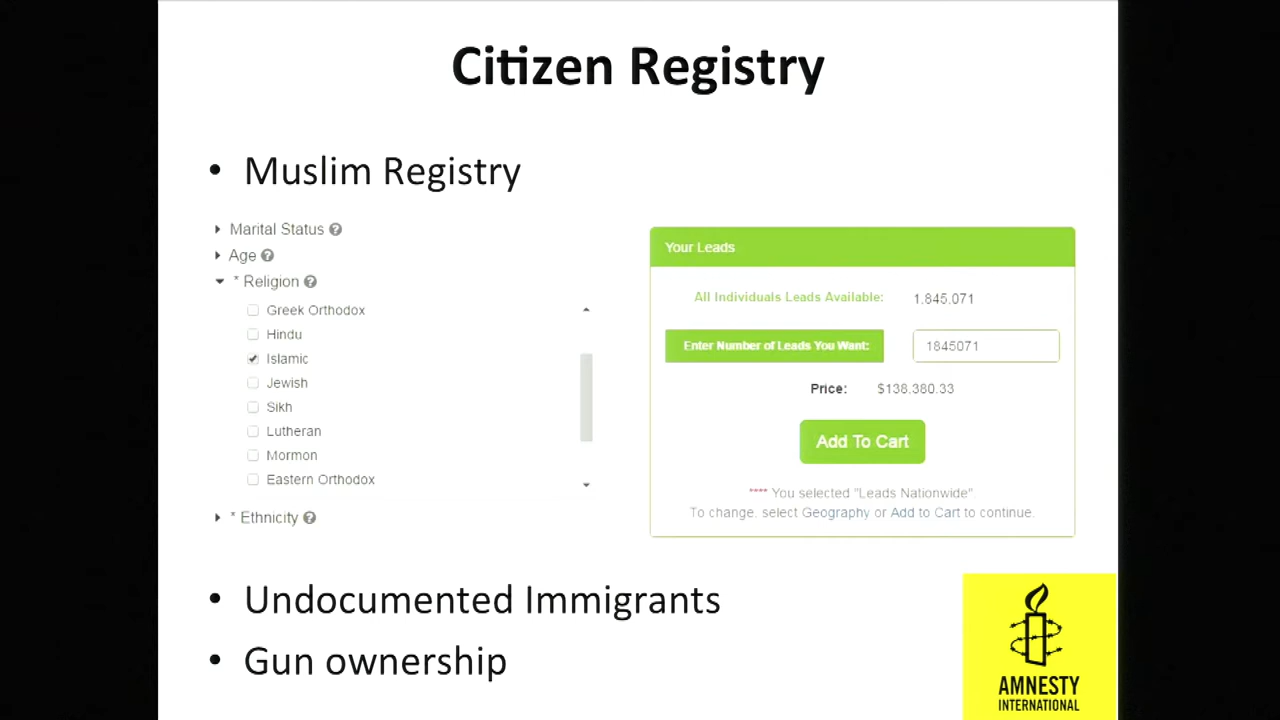 Citizen Registry
• Muslim Registry
Marital Status ?
Age ?
* Religion ?
Greek Orthodox
Hindu
Islamic
Jewish
Sikh
Lutheran
Mormon
Eastern Orthodox
* Ethnicity ?
Your Leads
All Individuals Leads Available: 1.845.071
Enter Number of Leads You Want: 1845071
Price: $138.380.33
Add To Cart
**** You selected "Leads Nationwide"
To change, select Geography or Add to Cart to continue.
• Undocumented Immigrants
• Gun ownership
AMNESTY
INTERNATIONAL